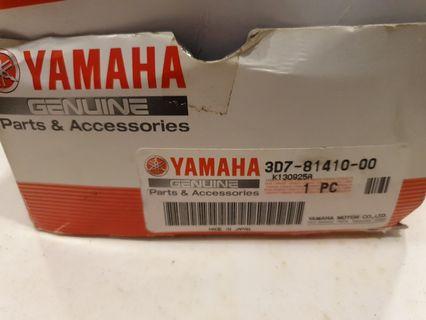 YAMAHA
GENUINE
Parts & Accessories
YAMAHA
GENUINE
Parts & Accessories
3D7-81410-00
K130925A
1 PC
MADE IN JAPAN
YAMAHA MOTOR CO., LTD.